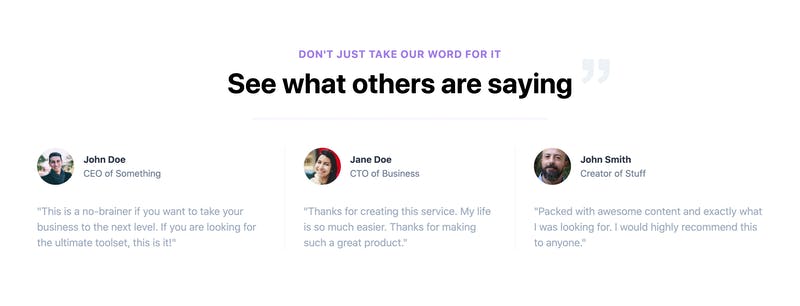 DON'T JUST TAKE OUR WORD FOR IT
See what others are saying ”
John Doe
CEO of Something
"This is a no-brainer if you want to take your
business to the next level. If you are looking for
the ultimate toolset, this is it!"
Jane Doe
CTO of Business
"Thanks for creating this service. My life
is so much easier. Thanks for making
such a great product."
John Smith
Creator of Stuff
"Packed with awesome content and exactly what
I was looking for. I would highly recommend this
to anyone."